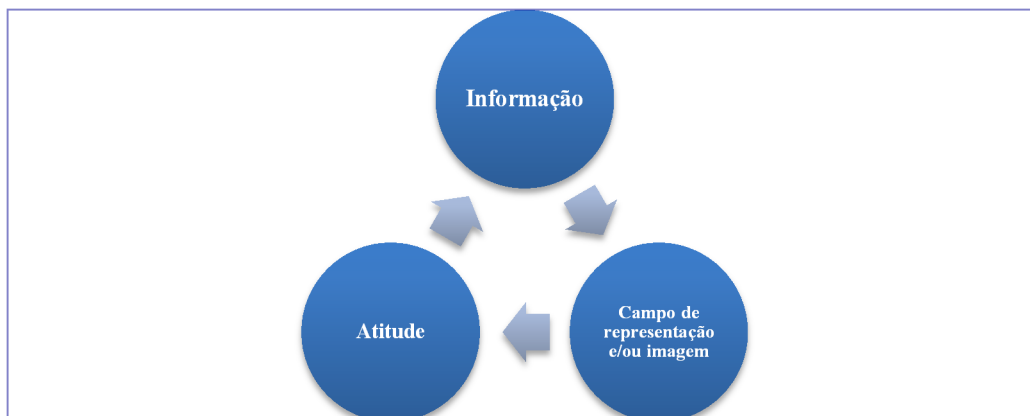 Informação
Atitude
Campo de
representação
e/ou imagem